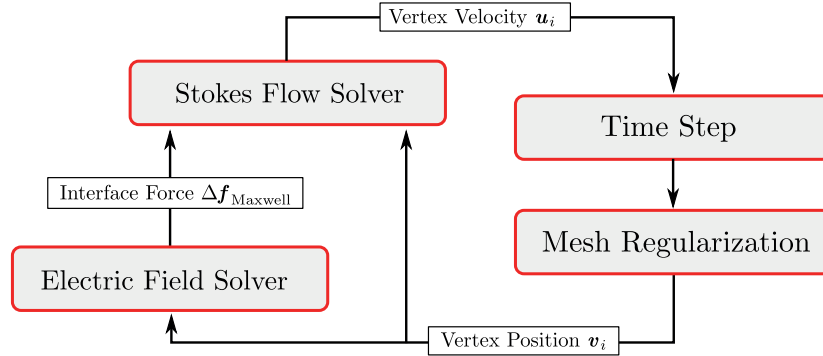 Vertex Velocity 𝒖ᵢ
Stokes Flow Solver
Time Step
Interface Force Δ𝒇_Maxwell
Mesh Regularization
Electric Field Solver
Vertex Position 𝒗ᵢ